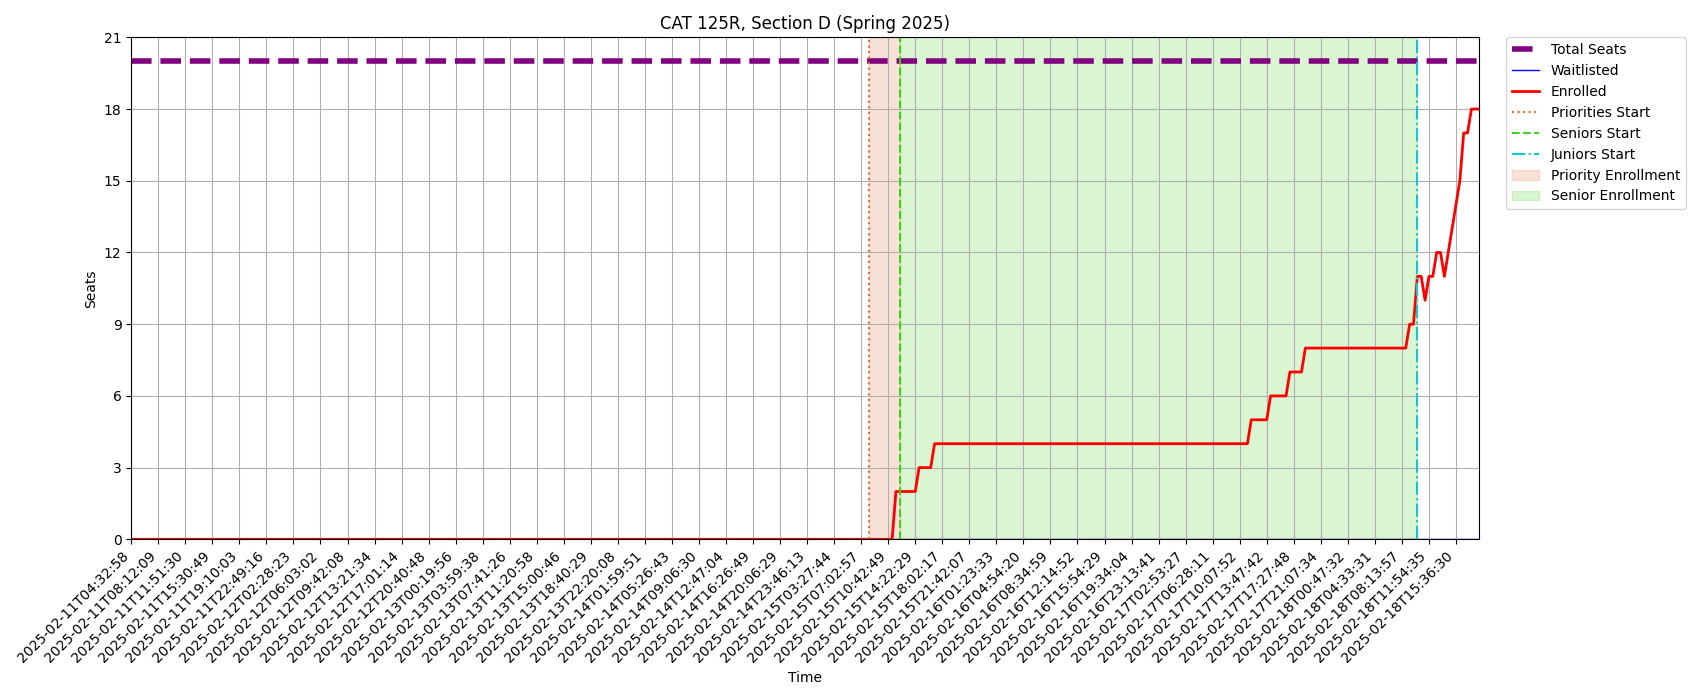 CAT 125R, Section D (Spring 2025)
Seats
21
18
15
12
9
6
3
0
Total Seats
Waitlisted
Enrolled
Priorities Start
Seniors Start
Juniors Start
Priority Enrollment
Senior Enrollment
2025-02-11T04:32:58
2025-02-11T08:12:09
2025-02-11T11:51:30
2025-02-11T15:30:49
2025-02-11T19:10:03
2025-02-11T22:49:16
2025-02-12T02:28:23
2025-02-12T06:03:02
2025-02-12T09:42:08
2025-02-12T13:21:34
2025-02-12T17:01:14
2025-02-12T20:40:48
2025-02-13T00:19:56
2025-02-13T03:59:38
2025-02-13T07:41:26
2025-02-13T11:20:58
2025-02-13T15:00:46
2025-02-13T18:40:29
2025-02-13T22:20:08
2025-02-14T01:59:51
2025-02-14T05:26:43
2025-02-14T09:06:30
2025-02-14T12:47:04
2025-02-14T16:26:49
2025-02-14T20:06:29
2025-02-14T23:46:13
2025-02-15T03:27:44
2025-02-15T07:02:57
2025-02-15T10:42:49
2025-02-15T14:22:29
2025-02-15T18:02:17
2025-02-15T21:42:07
2025-02-16T01:23:33
2025-02-16T04:54:20
2025-02-16T08:34:59
2025-02-16T12:14:52
2025-02-16T15:54:29
2025-02-16T19:34:04
2025-02-16T23:13:41
2025-02-17T02:53:27
2025-02-17T06:28:11
2025-02-17T10:07:52
2025-02-17T13:47:42
2025-02-17T17:27:48
2025-02-17T21:07:34
2025-02-18T00:47:32
2025-02-18T04:33:31
2025-02-18T08:13:57
2025-02-18T11:54:35
2025-02-18T15:36:30
Time